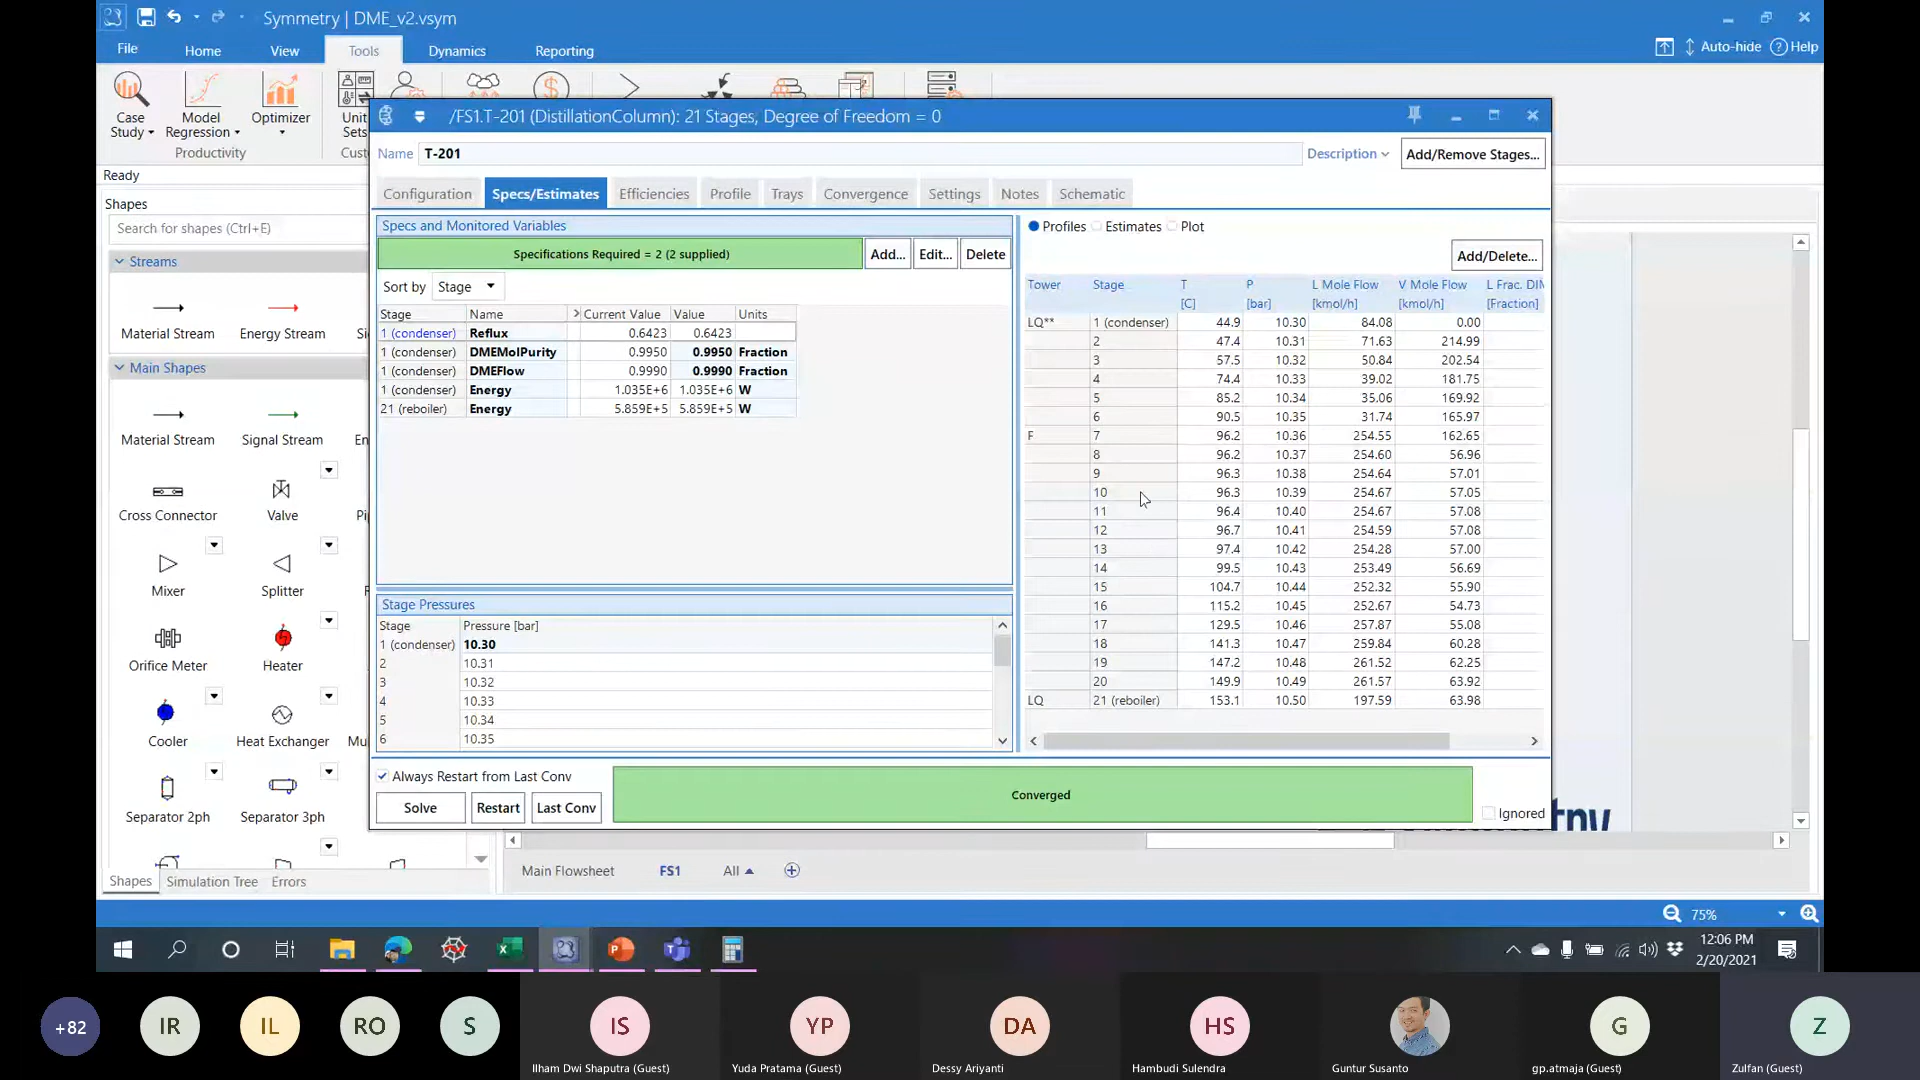 Symmetry | DME_v2.vsym
File
Home
View
Tools
Dynamics
Reporting
Auto-hide
Help
Case Study
Model Regression
Optimizer
Productivity
Ready
Shapes
Search for shapes (Ctrl+E)
Streams
Material Stream
Energy Stream
Main Shapes
Material Stream
Signal Stream
Cross Connector
Valve
Mixer
Splitter
Orifice Meter
Heater
Cooler
Heat Exchanger
Separator 2ph
Separator 3ph
Shapes
Simulation Tree
Errors
/FS1.T-201 (DistillationColumn): 21 Stages, Degree of Freedom = 0
Name T-201
Description
Add/Remove Stages...
Configuration
Specs/Estimates
Efficiencies
Profile
Trays
Convergence
Settings
Notes
Schematic
Specs and Monitored Variables
Specifications Required = 2 (2 supplied)
Add...
Edit...
Delete
Sort by Stage
Stage Name > Current Value Value Units
1 (condenser) Reflux 0.6423 0.6423
1 (condenser) DMEMolPurity 0.9950 0.9950 Fraction
1 (condenser) DMEFlow 0.9990 0.9990 Fraction
1 (condenser) Energy 1.035E+6 1.035E+6 W
21 (reboiler) Energy 5.859E+5 5.859E+5 W
Stage Pressures
Stage Pressure [bar]
1 (condenser) 10.30
2 10.31
3 10.32
4 10.33
5 10.34
6 10.35
Profiles
Estimates
Plot
Add/Delete...
Tower Stage T P L Mole Flow V Mole Flow L Frac.
[C] [bar] [kmol/h] [kmol/h] [Fraction]
LQ** 1 (condenser) 44.9 10.30 84.08 0.00
2 47.4 10.31 71.63 214.99
3 57.5 10.32 50.84 202.54
4 74.4 10.33 39.02 181.75
5 85.2 10.34 35.06 169.92
6 90.5 10.35 31.74 165.97
F 7 96.2 10.36 254.55 162.65
8 96.2 10.37 254.60 56.96
9 96.3 10.38 254.64 57.01
10 96.3 10.39 254.67 57.05
11 96.4 10.40 254.67 57.08
12 96.7 10.41 254.59 57.08
13 97.4 10.42 254.28 57.00
14 99.5 10.43 253.49 56.69
15 104.7 10.44 252.32 55.90
16 115.2 10.45 252.67 54.73
17 129.5 10.46 257.87 55.08
18 141.3 10.47 259.84 60.28
19 147.2 10.48 261.52 62.25
20 149.9 10.49 261.57 63.92
LQ 21 (reboiler) 153.1 10.50 197.59 63.98
Always Restart from Last Conv
Solve
Restart
Last Conv
Converged
Ignored
Main Flowsheet
FS1
All
75%
12:06 PM
2/20/2021
+82
IR
IL
RO
S
IS
YP
DA
HS
G
Z
Ilham Dwi Shaputra (Guest)
Yuda Pratama (Guest)
Dessy Ariyanti
Hambudi Sulendra
Guntur Susanto
gp.atmaja (Guest)
Zulfan (Guest)